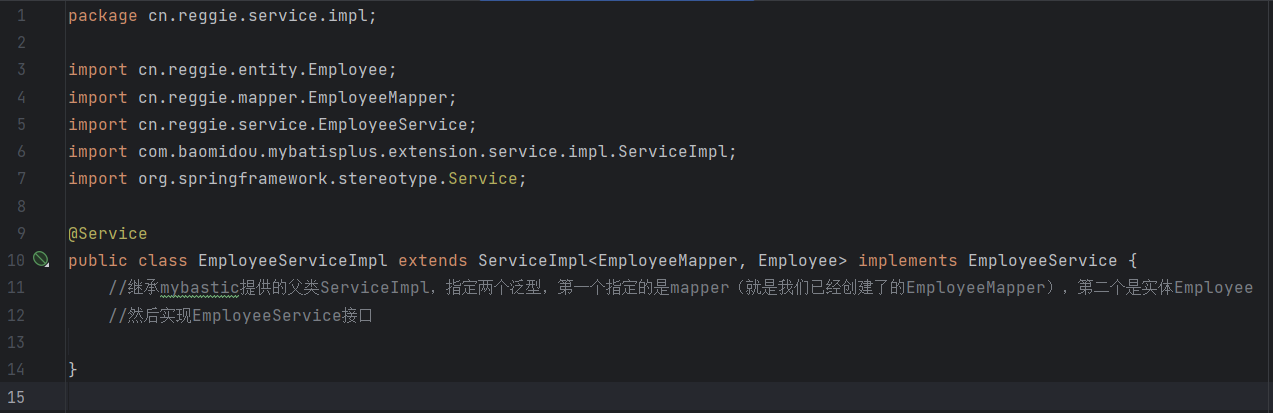 1 package cn.reggie.service.impl;
2
3 import cn.reggie.entity.Employee;
4 import cn.reggie.mapper.EmployeeMapper;
5 import cn.reggie.service.EmployeeService;
6 import com.baomidou.mybatisplus.extension.service.impl.ServiceImpl;
7 import org.springframework.stereotype.Service;
8
9 @Service
10 public class EmployeeServiceImpl extends ServiceImpl<EmployeeMapper, Employee> implements EmployeeService {
11 //继承mybastic提供的父类ServiceImpl，指定两个泛型，第一个指定的是mapper（就是我们已经创建了的EmployeeMapper），第二个是实体Employee
12 //然后实现EmployeeService接口
13
14 }
15